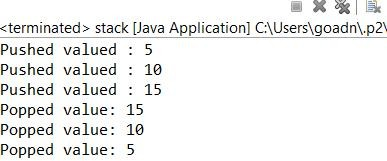 <terminated> stack [Java Application] C:\Users\goadn\.p2\
Pushed valued : 5
Pushed valued : 10
Pushed valued : 15
Popped value: 15
Popped value: 10
Popped value: 5